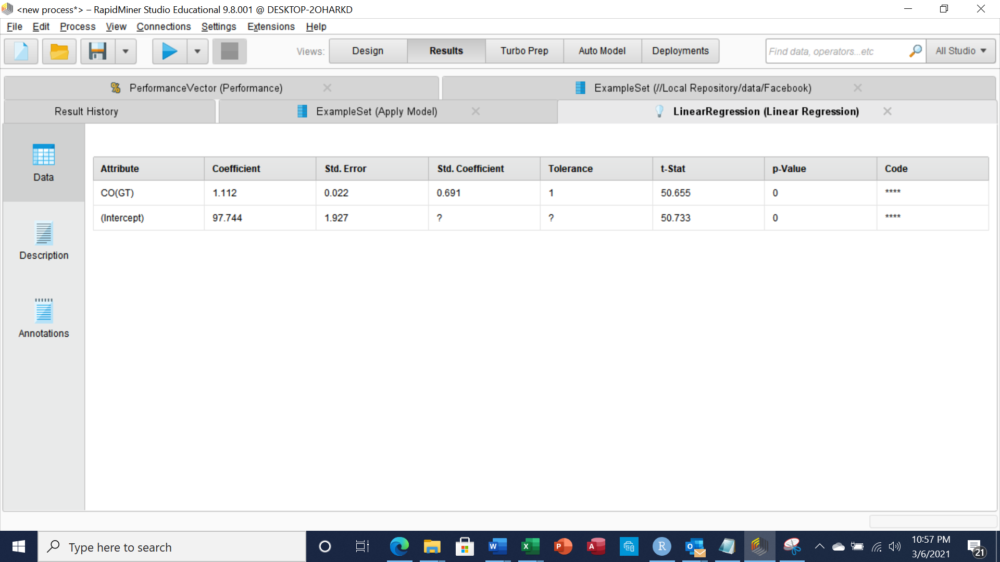 <new process*> – RapidMiner Studio Educational 9.8.001 @ DESKTOP-2OHARKD
File Edit Process View Connections Settings Extensions Help
Views: Design Results Turbo Prep Auto Model Deployments Find data, operators...etc All Studio
PerformanceVector (Performance) ExampleSet (//Local Repository/data/Facebook)
Result History ExampleSet (Apply Model) LinearRegression (Linear Regression)
Data
Description
Annotations
Attribute Coefficient Std. Error Std. Coefficient Tolerance t-Stat p-Value Code
CO(GT) 1.112 0.022 0.691 1 50.655 0 ****
(Intercept) 97.744 1.927 ? ? 50.733 0 ****
Type here to search
10:57 PM
3/6/2021
21